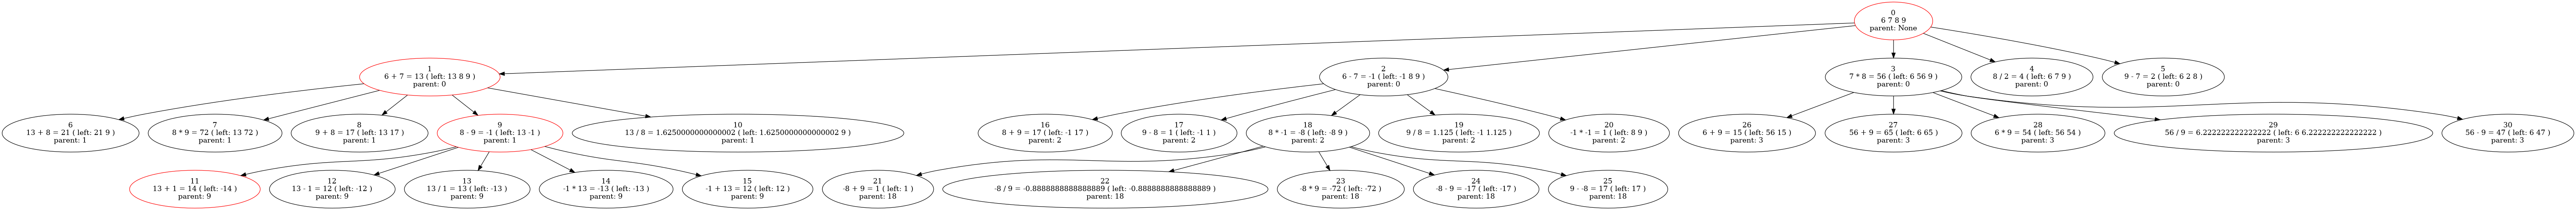 0
6 7 8 9
parent: None
1
6 + 7 = 13 ( left: 13 8 9 )
parent: 0
2
6 - 7 = -1 ( left: -1 8 9 )
parent: 0
3
7 * 8 = 56 ( left: 6 56 9 )
parent: 0
4
8 / 2 = 4 ( left: 6 7 9 )
parent: 0
5
9 - 7 = 2 ( left: 6 2 8 )
parent: 0
6
13 + 8 = 21 ( left: 21 9 )
parent: 1
7
8 * 9 = 72 ( left: 13 72 )
parent: 1
8
9 + 8 = 17 ( left: 13 17 )
parent: 1
9
8 - 9 = -1 ( left: 13 -1 )
parent: 1
10
13 / 8 = 1.6250000000000002 ( left: 1.6250000000000002 9 )
parent: 1
16
8 + 9 = 17 ( left: -1 17 )
parent: 2
17
9 - 8 = 1 ( left: -1 1 )
parent: 2
18
8 * -1 = -8 ( left: -8 9 )
parent: 2
19
9 / 8 = 1.125 ( left: -1 1.125 )
parent: 2
20
-1 * -1 = 1 ( left: 8 9 )
parent: 2
26
6 + 9 = 15 ( left: 56 15 )
parent: 3
27
56 + 9 = 65 ( left: 6 65 )
parent: 3
28
6 * 9 = 54 ( left: 56 54 )
parent: 3
29
56 / 9 = 6.222222222222222 ( left: 6 6.222222222222222 )
parent: 3
30
56 - 9 = 47 ( left: 6 47 )
parent: 3
11
13 + 1 = 14 ( left: -14 )
parent: 9
12
13 - 1 = 12 ( left: -12 )
parent: 9
13
13 / 1 = 13 ( left: -13 )
parent: 9
14
-1 * 13 = -13 ( left: -13 )
parent: 9
15
-1 + 13 = 12 ( left: 12 )
parent: 9
21
-8 + 9 = 1 ( left: 1 )
parent: 18
22
-8 / 9 = -0.8888888888888889 ( left: -0.8888888888888889 )
parent: 18
23
-8 * 9 = -72 ( left: -72 )
parent: 18
24
-8 - 9 = -17 ( left: -17 )
parent: 18
25
9 - -8 = 17 ( left: 17 )
parent: 18